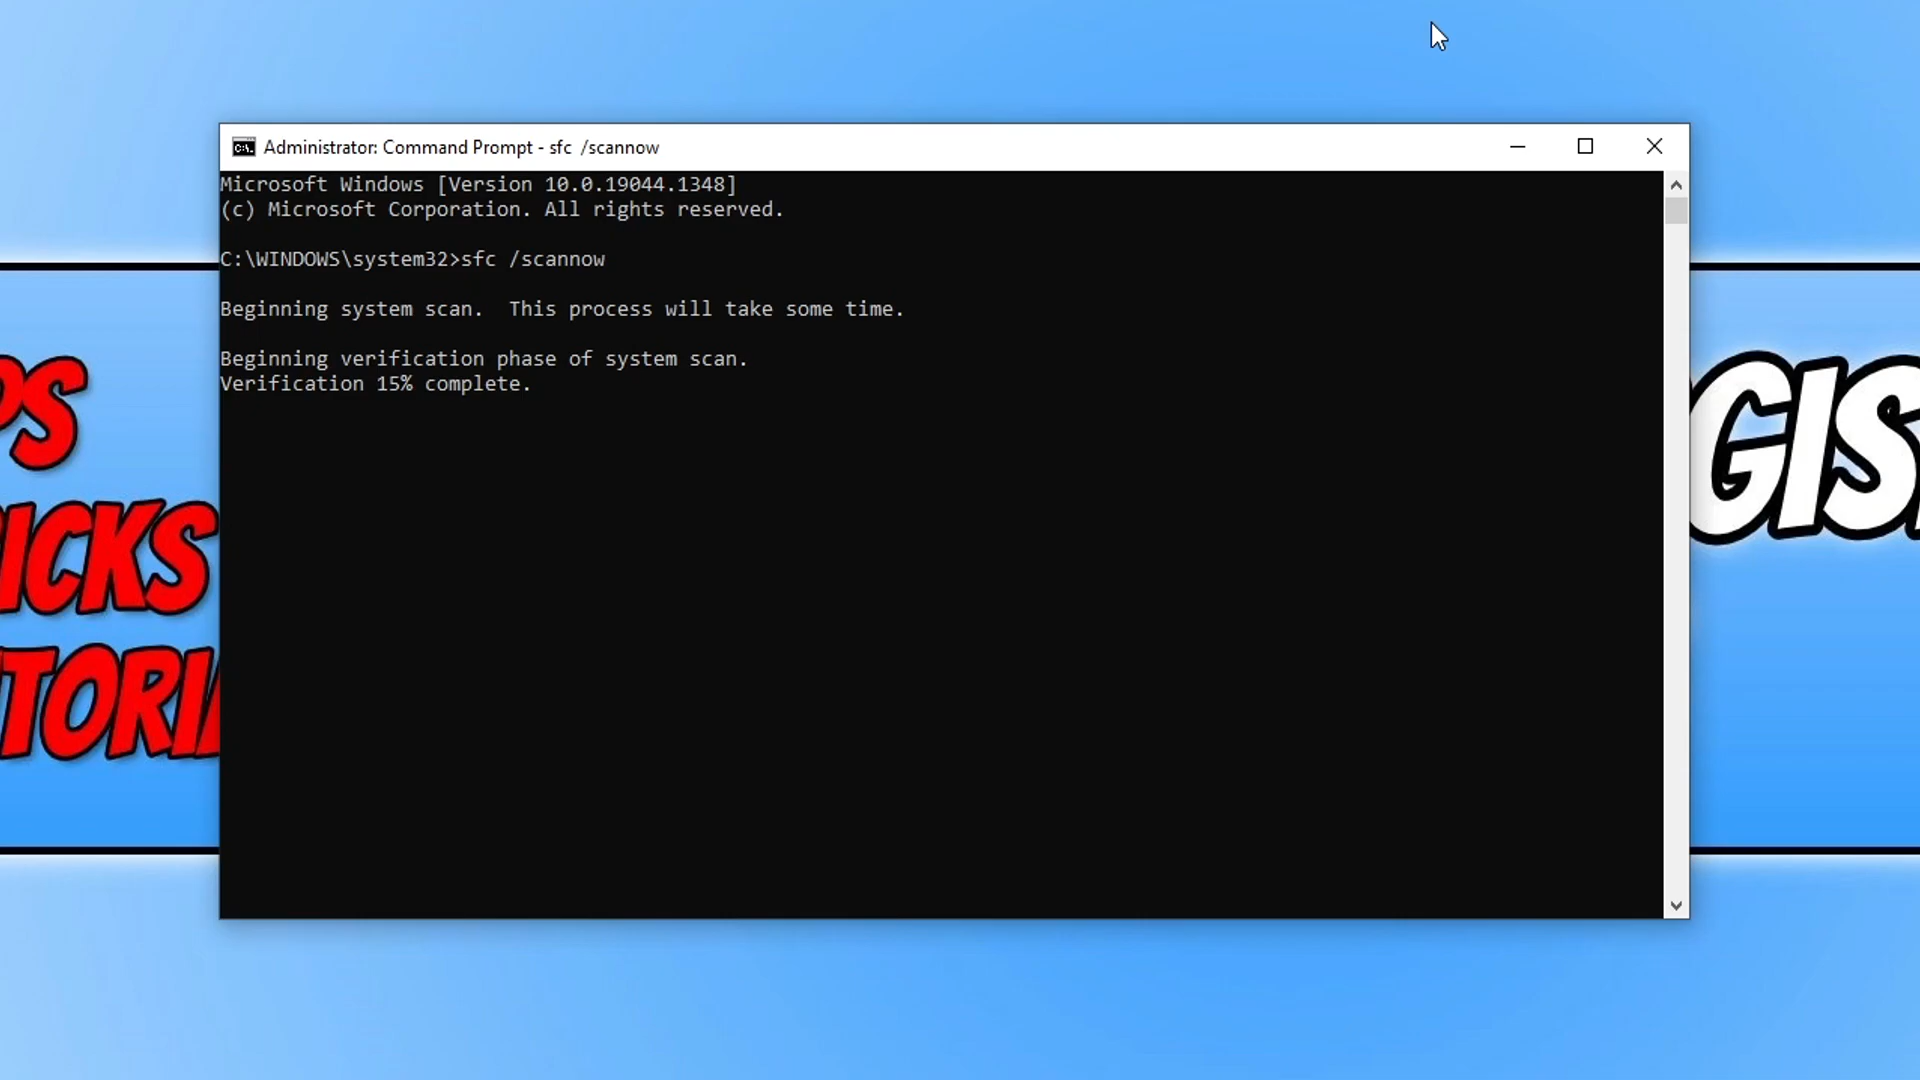 Administrator: Command Prompt - sfc /scannow
Microsoft Windows [Version 10.0.19044.1348]
(c) Microsoft Corporation. All rights reserved.
C:\WINDOWS\system32>sfc /scannow
Beginning system scan.  This process will take some time.
Beginning verification phase of system scan.
Verification 15% complete.